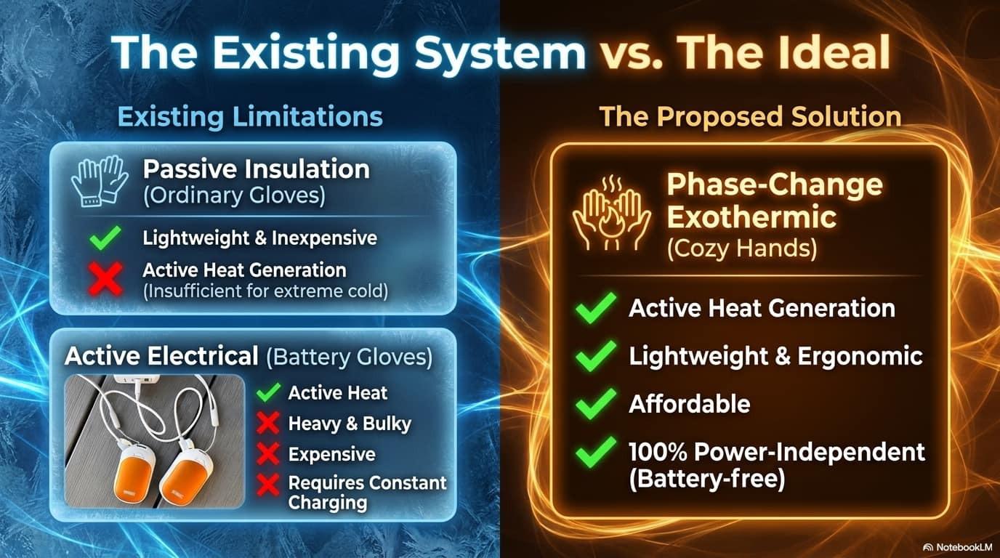 The Existing System vs. The Ideal
Existing Limitations
Passive Insulation
(Ordinary Gloves)
Lightweight & Inexpensive
Active Heat Generation
(Insufficient for extreme cold)
Active Electrical (Battery Gloves)
Active Heat
Heavy & Bulky
Expensive
Requires Constant
Charging
The Proposed Solution
Phase-Change
Exothermic
(Cozy Hands)
Active Heat Generation
Lightweight & Ergonomic
Affordable
100% Power-Independent
(Battery-free)
NotebookLM